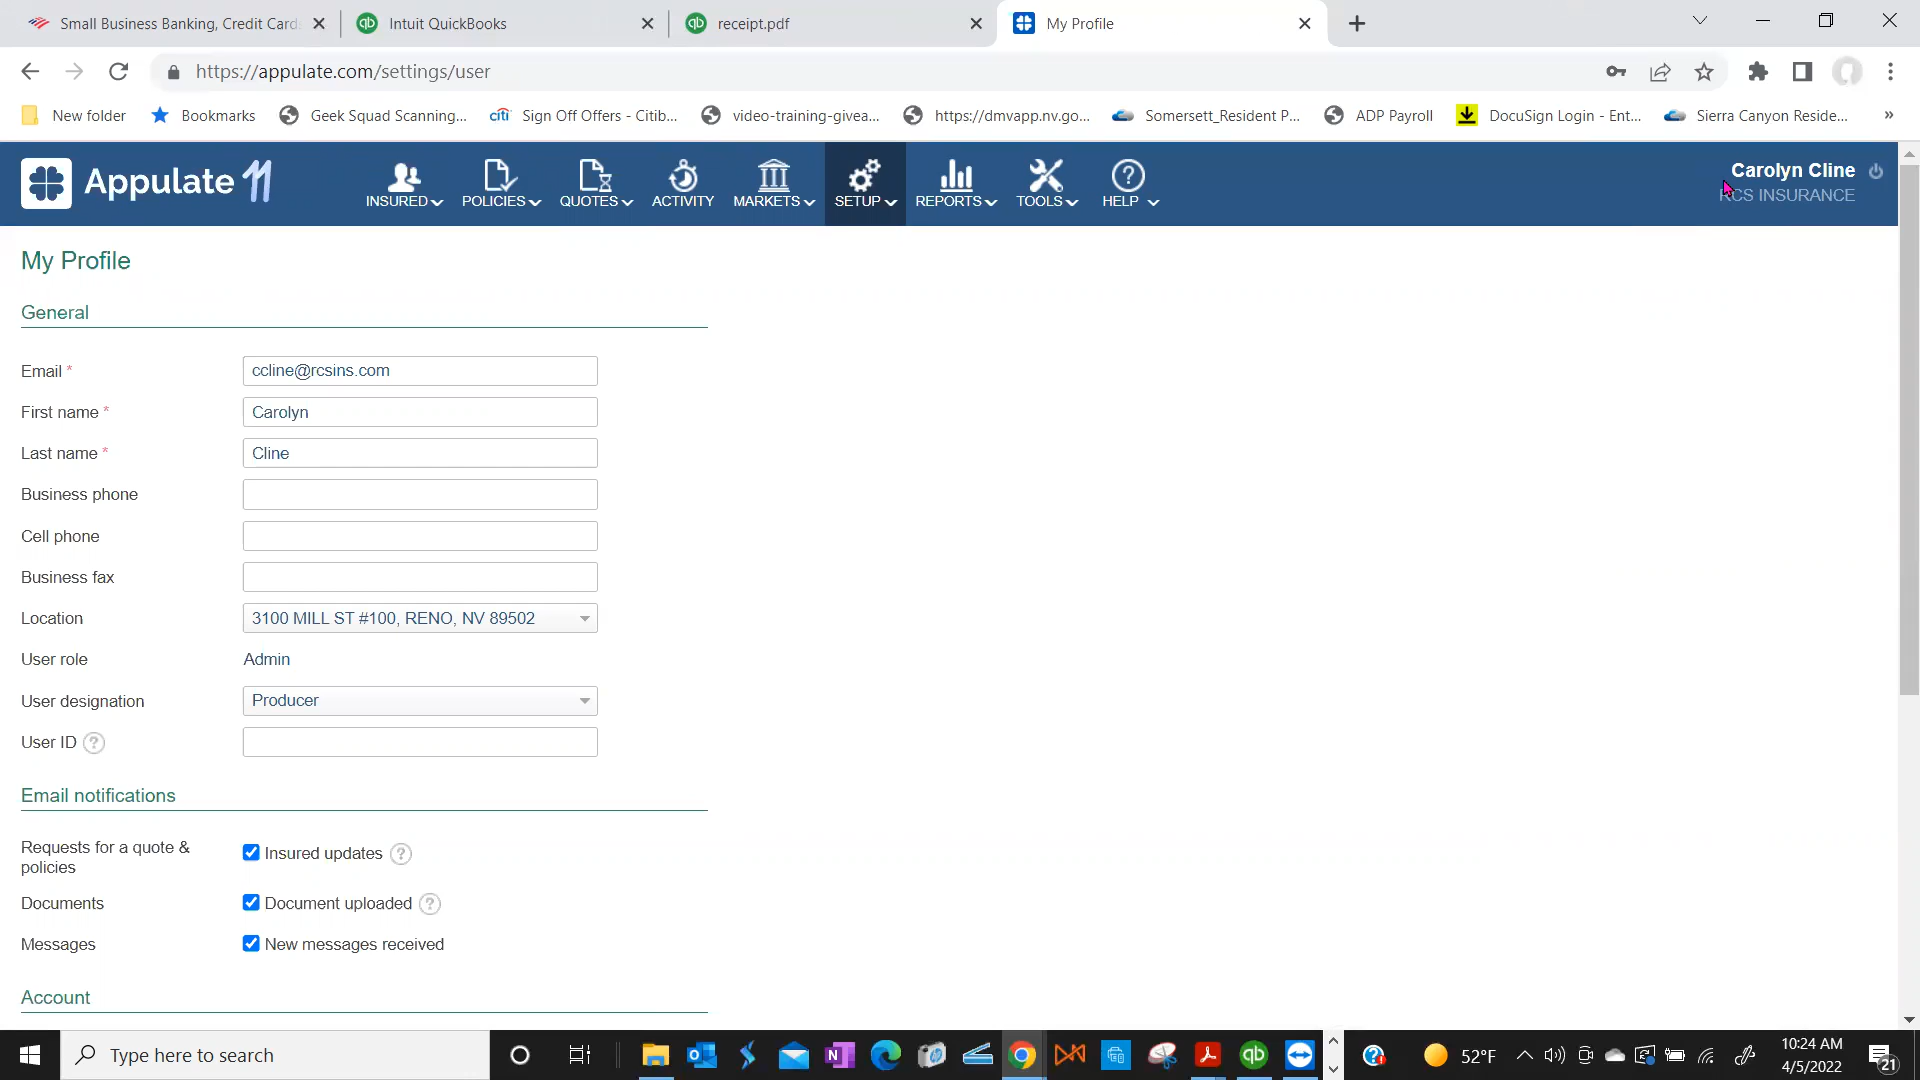 Small Business Banking, Credit Card
Intuit QuickBooks
receipt.pdf
My Profile
https://appulate.com/settings/user
New folder
Bookmarks
Geek Squad Scanning...
citi
Sign Off Offers - Citib...
video-training-givea...
https://dmvapp.nv.go...
Somersett_Resident P...
ADP Payroll
DocuSign Login - Ent...
Sierra Canyon Reside...
»
Appulate 11
INSURED
POLICIES
QUOTES
ACTIVITY
MARKETS
SETUP
REPORTS
TOOLS
HELP
Carolyn Cline
RCS INSURANCE
My Profile
General
Email *
ccline@rcsins.com
First name *
Carolyn
Last name *
Cline
Business phone
Cell phone
Business fax
Location
3100 MILL ST #100, RENO, NV 89502
User role
Admin
User designation
Producer
User ID ?
Email notifications
Requests for a quote &
policies
Insured updates ?
Documents
Document uploaded ?
Messages
New messages received
Account
Type here to search
52°F
10:24 AM
4/5/2022
21